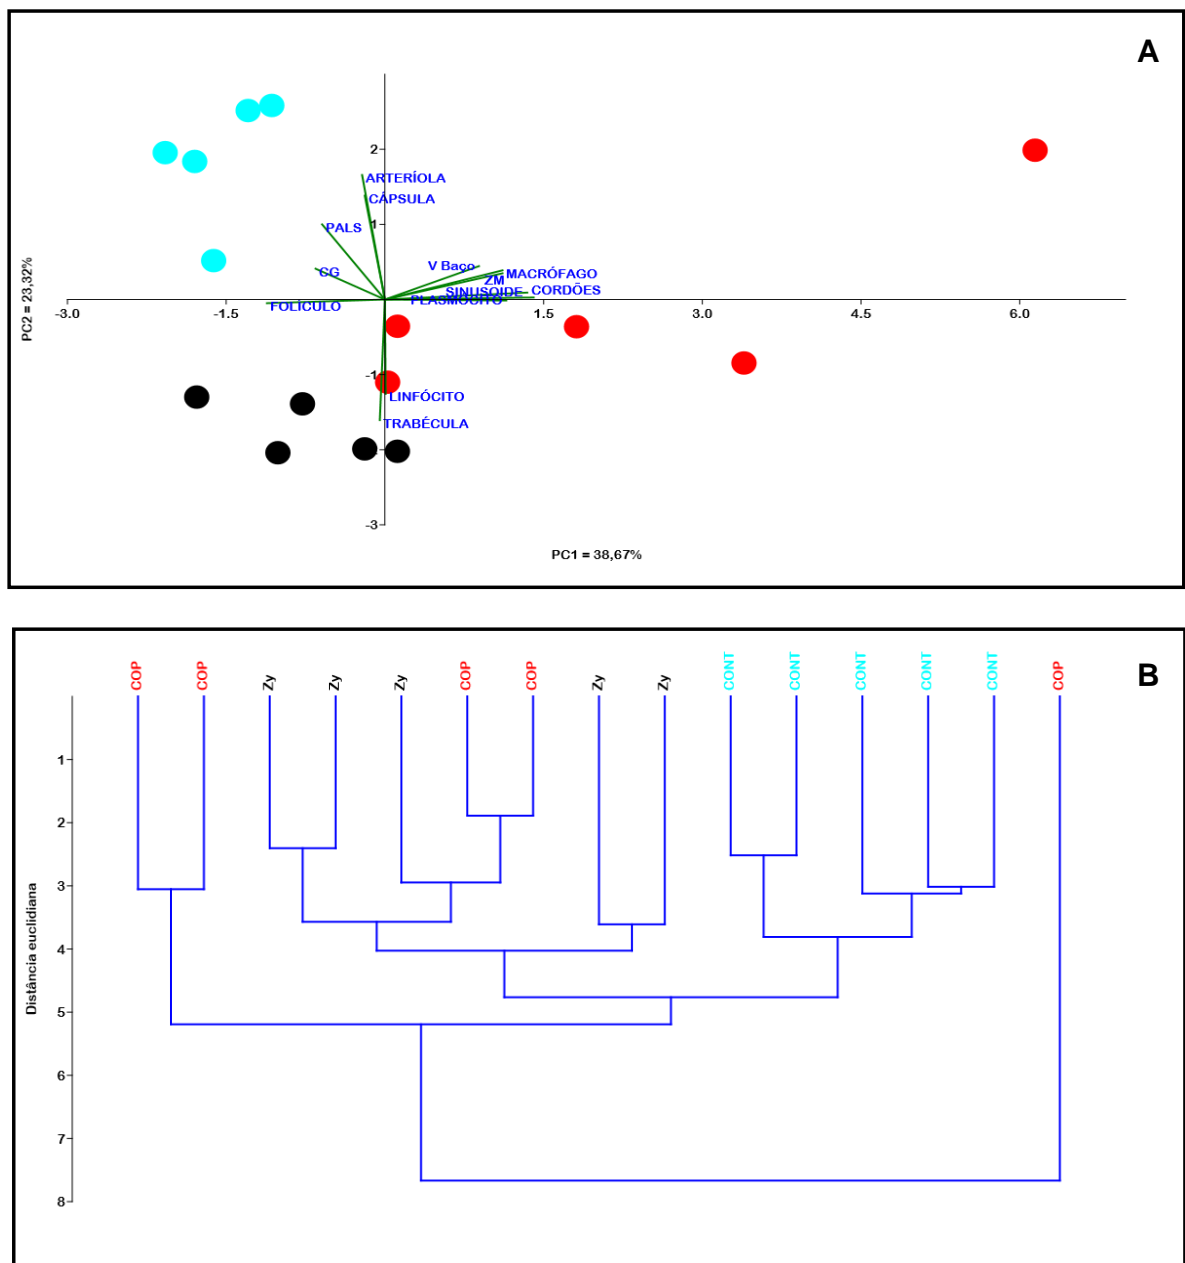 A
2
ARTERÍOLA
CÁPSULA
1
PALS
V Baço
CG
MACRÓFAGO
ZM
SINUSOIDE
CORDÕES
PLASMÓCITO
FOLÍCULO
-3.0
-1.5
1.5
3.0
4.5
6.0
PC2 = 23,32%
-1
LINFÓCITO
TRABÉCULA
-3
PC1 = 38,67%
B
COP
COP
Zy
Zy
Zy
COP
COP
Zy
Zy
CONT
CONT
CONT
CONT
CONT
COP
1
2
3
4
5
6
7
8
Distância euclidiana